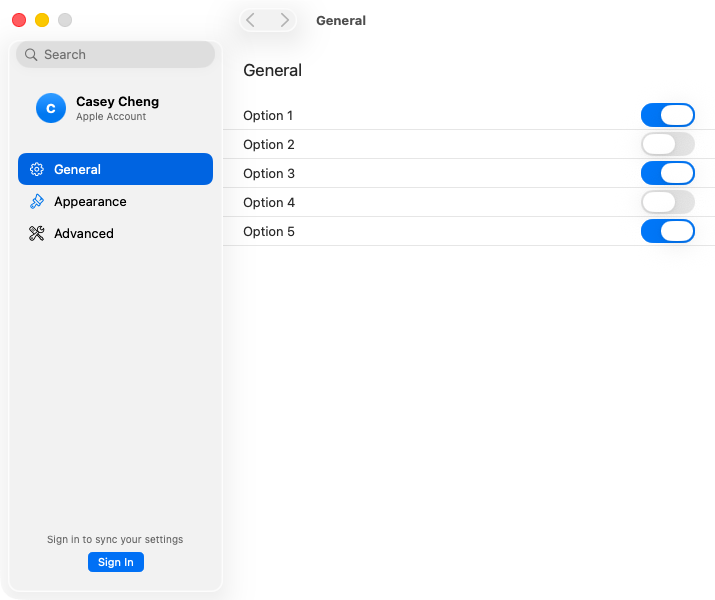 General
Search
C
Casey Cheng
Apple Account
General
Appearance
Advanced
Sign in to sync your settings
Sign In
General
Option 1
Option 2
Option 3
Option 4
Option 5